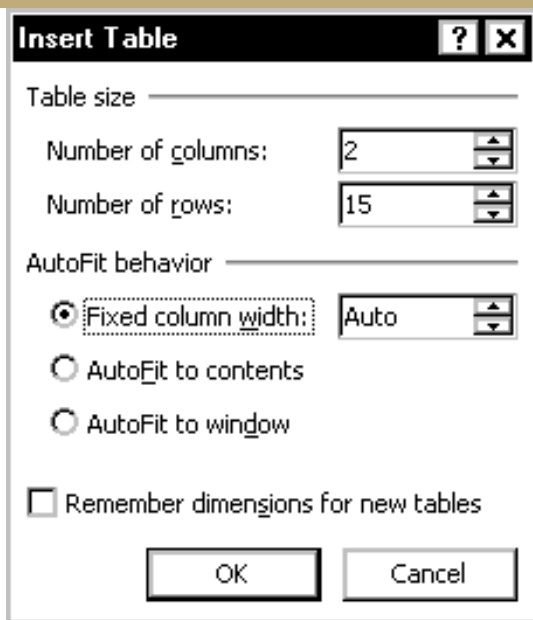 Insert Table ? X
Table size
Number of columns: 2
Number of rows: 15
AutoFit behavior
Fixed column width: Auto
AutoFit to contents
AutoFit to window
Remember dimensions for new tables
OK Cancel